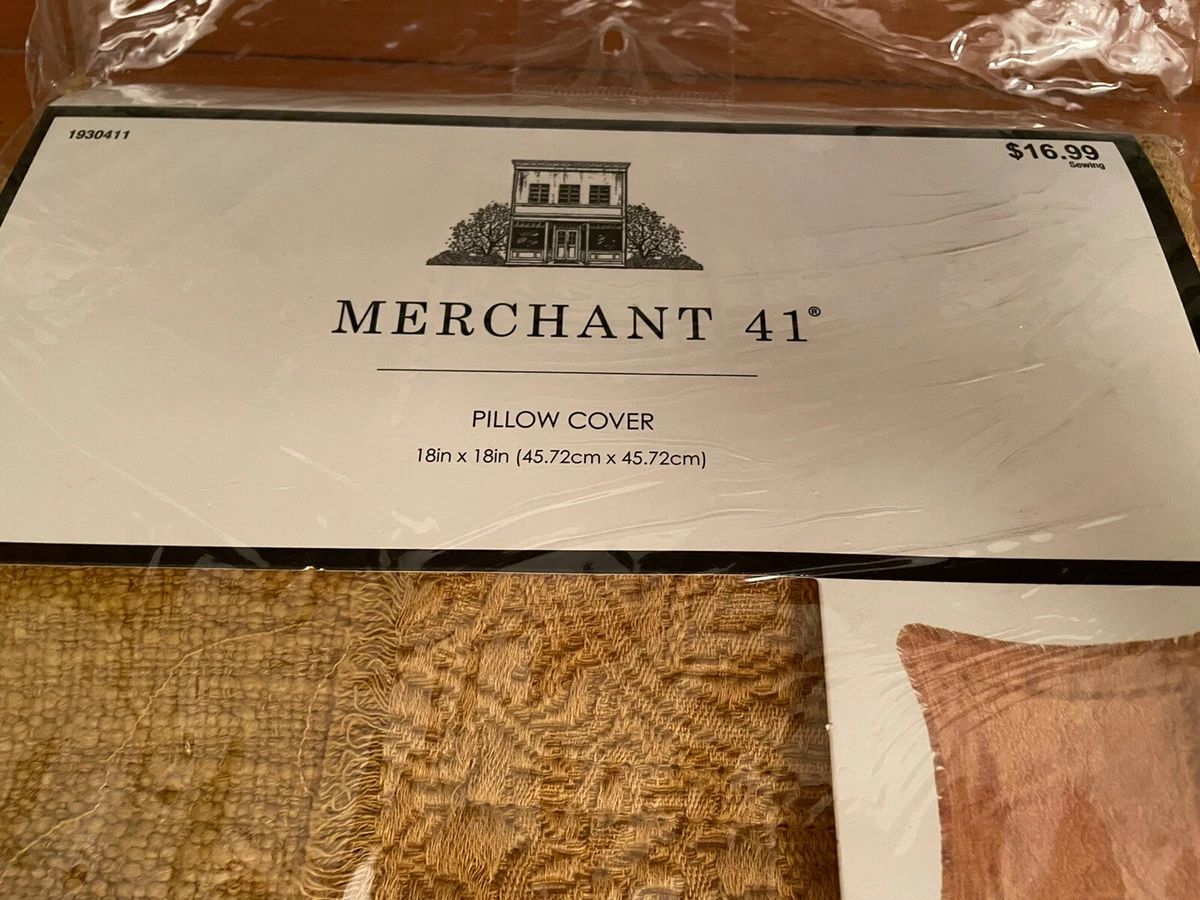 1930411
$16.99
Sewing
MERCHANT 41®
PILLOW COVER
18in x 18in (45.72cm x 45.72cm)